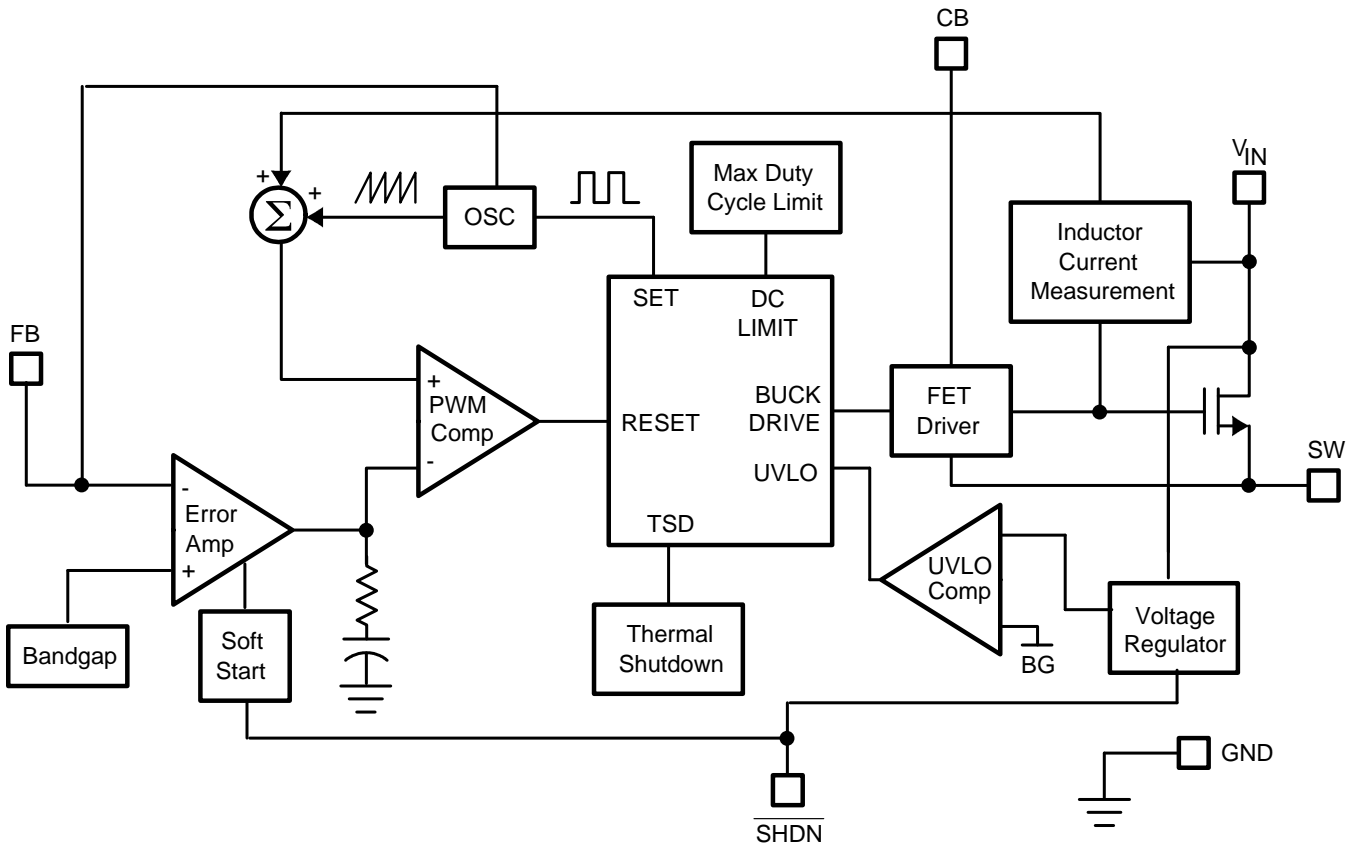 CB
V_IN
+
+
Σ
OSC
Max Duty
Cycle Limit
Inductor
Current
Measurement
SET
DC
LIMIT
FB
+
PWM
Comp
-
RESET
BUCK
DRIVE
FET
Driver
UVLO
SW
-
Error
Amp
+
TSD
UVLO
Comp
BG
Voltage
Regulator
Bandgap
Soft
Start
Thermal
Shutdown
GND
SHDN